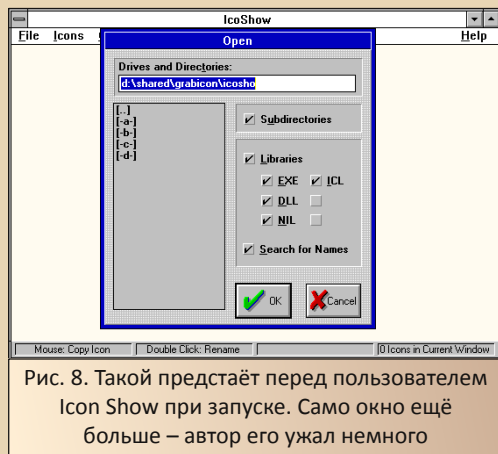 IcoShow
File Icons
Help
Open
Drives and Directories:
d:\shared\grabicon\icosho
[..]
[-a-]
[-b-]
[-c-]
[-d-]
Subdirectories
Libraries
EXE ICL
DLL
NIL
Search for Names
OK Cancel
Mouse: Copy Icon Double Click: Rename 0 Icons in Current Window
Рис. 8. Такой предстаёт перед пользователем
Icon Show при запуске. Само окно ещё
больше – автор его ужал немного